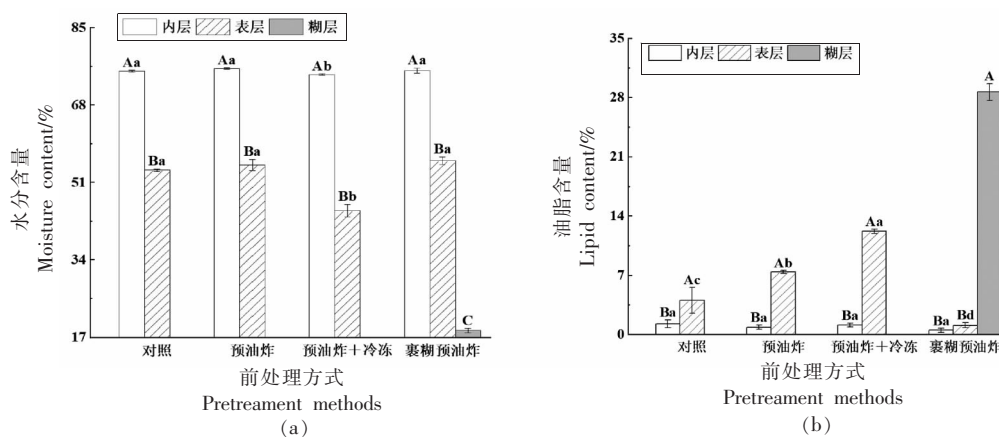 内层 表层 糊层
85
68
51
34
17
水分含量/%
Moisture content/%
Aa
Ba
Aa
Ba
Ab
Bb
Aa
Ba
C
对照 预油炸 预油炸+冷冻 裹糊预油炸
前处理方式
Pretreament methods
(a)
内层 表层 糊层
35
28
21
14
7
0
油脂含量/%
Lipid content/%
Ba
Ac
Ba
Ab
Ba
Aa
Ba
Bd
A
对照 预油炸 预油炸+冷冻 裹糊预油炸
前处理方式
Pretreament methods
(b)